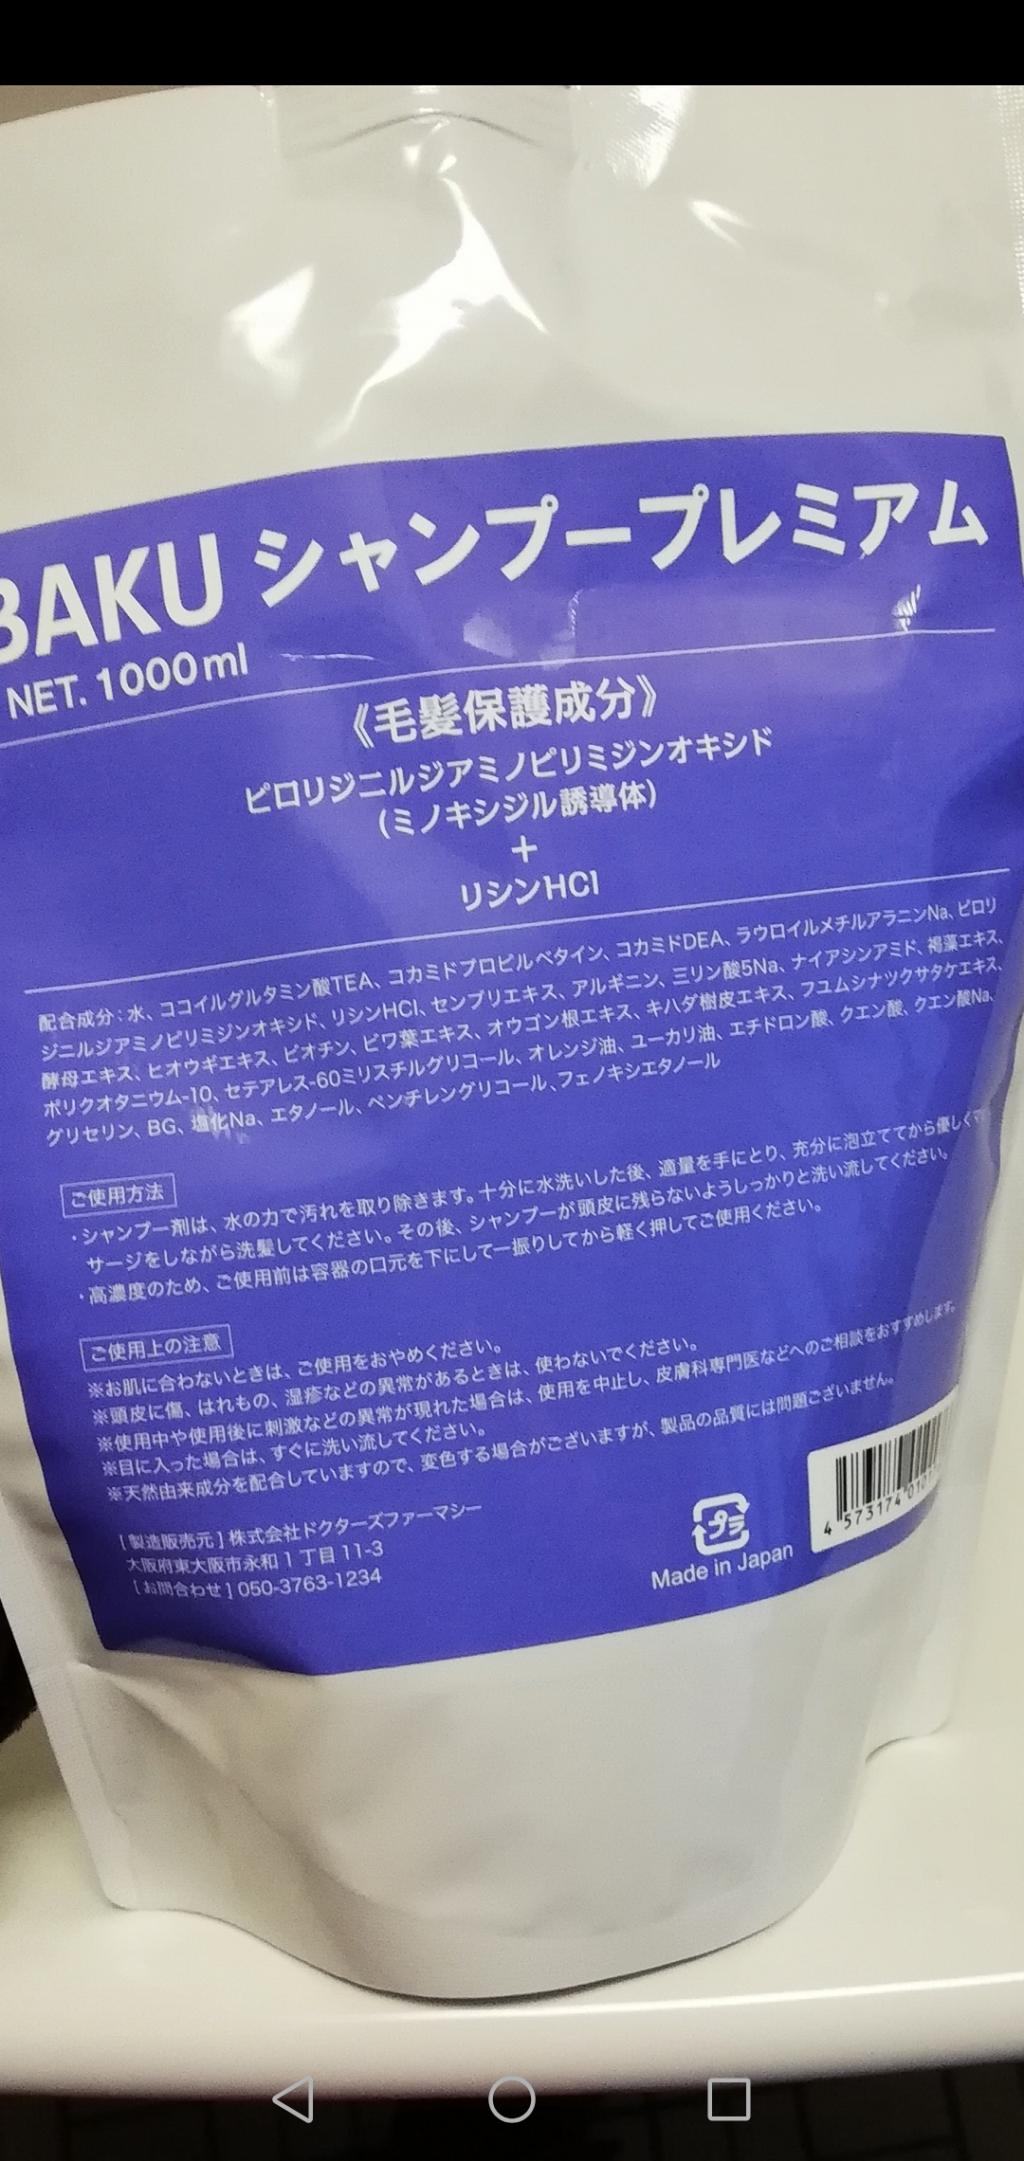 BAKU シャンプープレミアム
NET. 1000ml
《毛髪保護成分》
ピロリジニルジアミノピリミジンオキシド
(ミノキシジル誘導体)
+
リシンHCl
配合成分:水、ココイルグルタミン酸TEA、コカミドプロピルベタイン、コカミドDEA、ラウロイルメチルアラニンNa、ピロリ
ジニルジアミノピリミジンオキシド、リシンHCl、センブリエキス、アルギニン、三リン酸5Na、ナイアシンアミド、褐藻エキス、
酵母エキス、ヒオウギエキス、ビオチン、ビワ葉エキス、オウゴン根エキス、キハダ樹皮エキス、フユムシナツクサタケエキス、
ポリクオタニウム-10、セテアレス-60ミリスチルグリコール、オレンジ油、ユーカリ油、エチドロン酸、クエン酸、クエン酸Na、
グリセリン、BG、塩化Na、エタノール、ペンチレングリコール、フェノキシエタノール
ご使用方法
・シャンプー剤は、水の力で汚れを取り除きます。十分に水洗いした後、適量を手にとり、充分に泡立ててから優しくマ
サージをしながら洗髪してください。その後、シャンプーが頭皮に残らないようしっかりと洗い流してください。
・高濃度のため、ご使用前は容器の口元を下にして一振りしてから軽く押してご使用ください。
ご使用上の注意
※お肌に合わないときは、ご使用をおやめください。
※頭皮に傷、はれもの、湿疹などの異常があるときは、使わないでください。
※使用中や使用後に刺激などの異常が現れた場合は、使用を中止し、皮膚科専門医などへのご相談をおすすめします。
※目に入った場合は、すぐに洗い流してください。
※天然由来成分を配合していますので、変色する場合がございますが、製品の品質には問題ございません。
[製造販売元]株式会社ドクターズファーマシー
大阪府東大阪市永和1丁目11-3
[お問合わせ]050-3763-1234
プラ
Made in Japan
4 573174 010